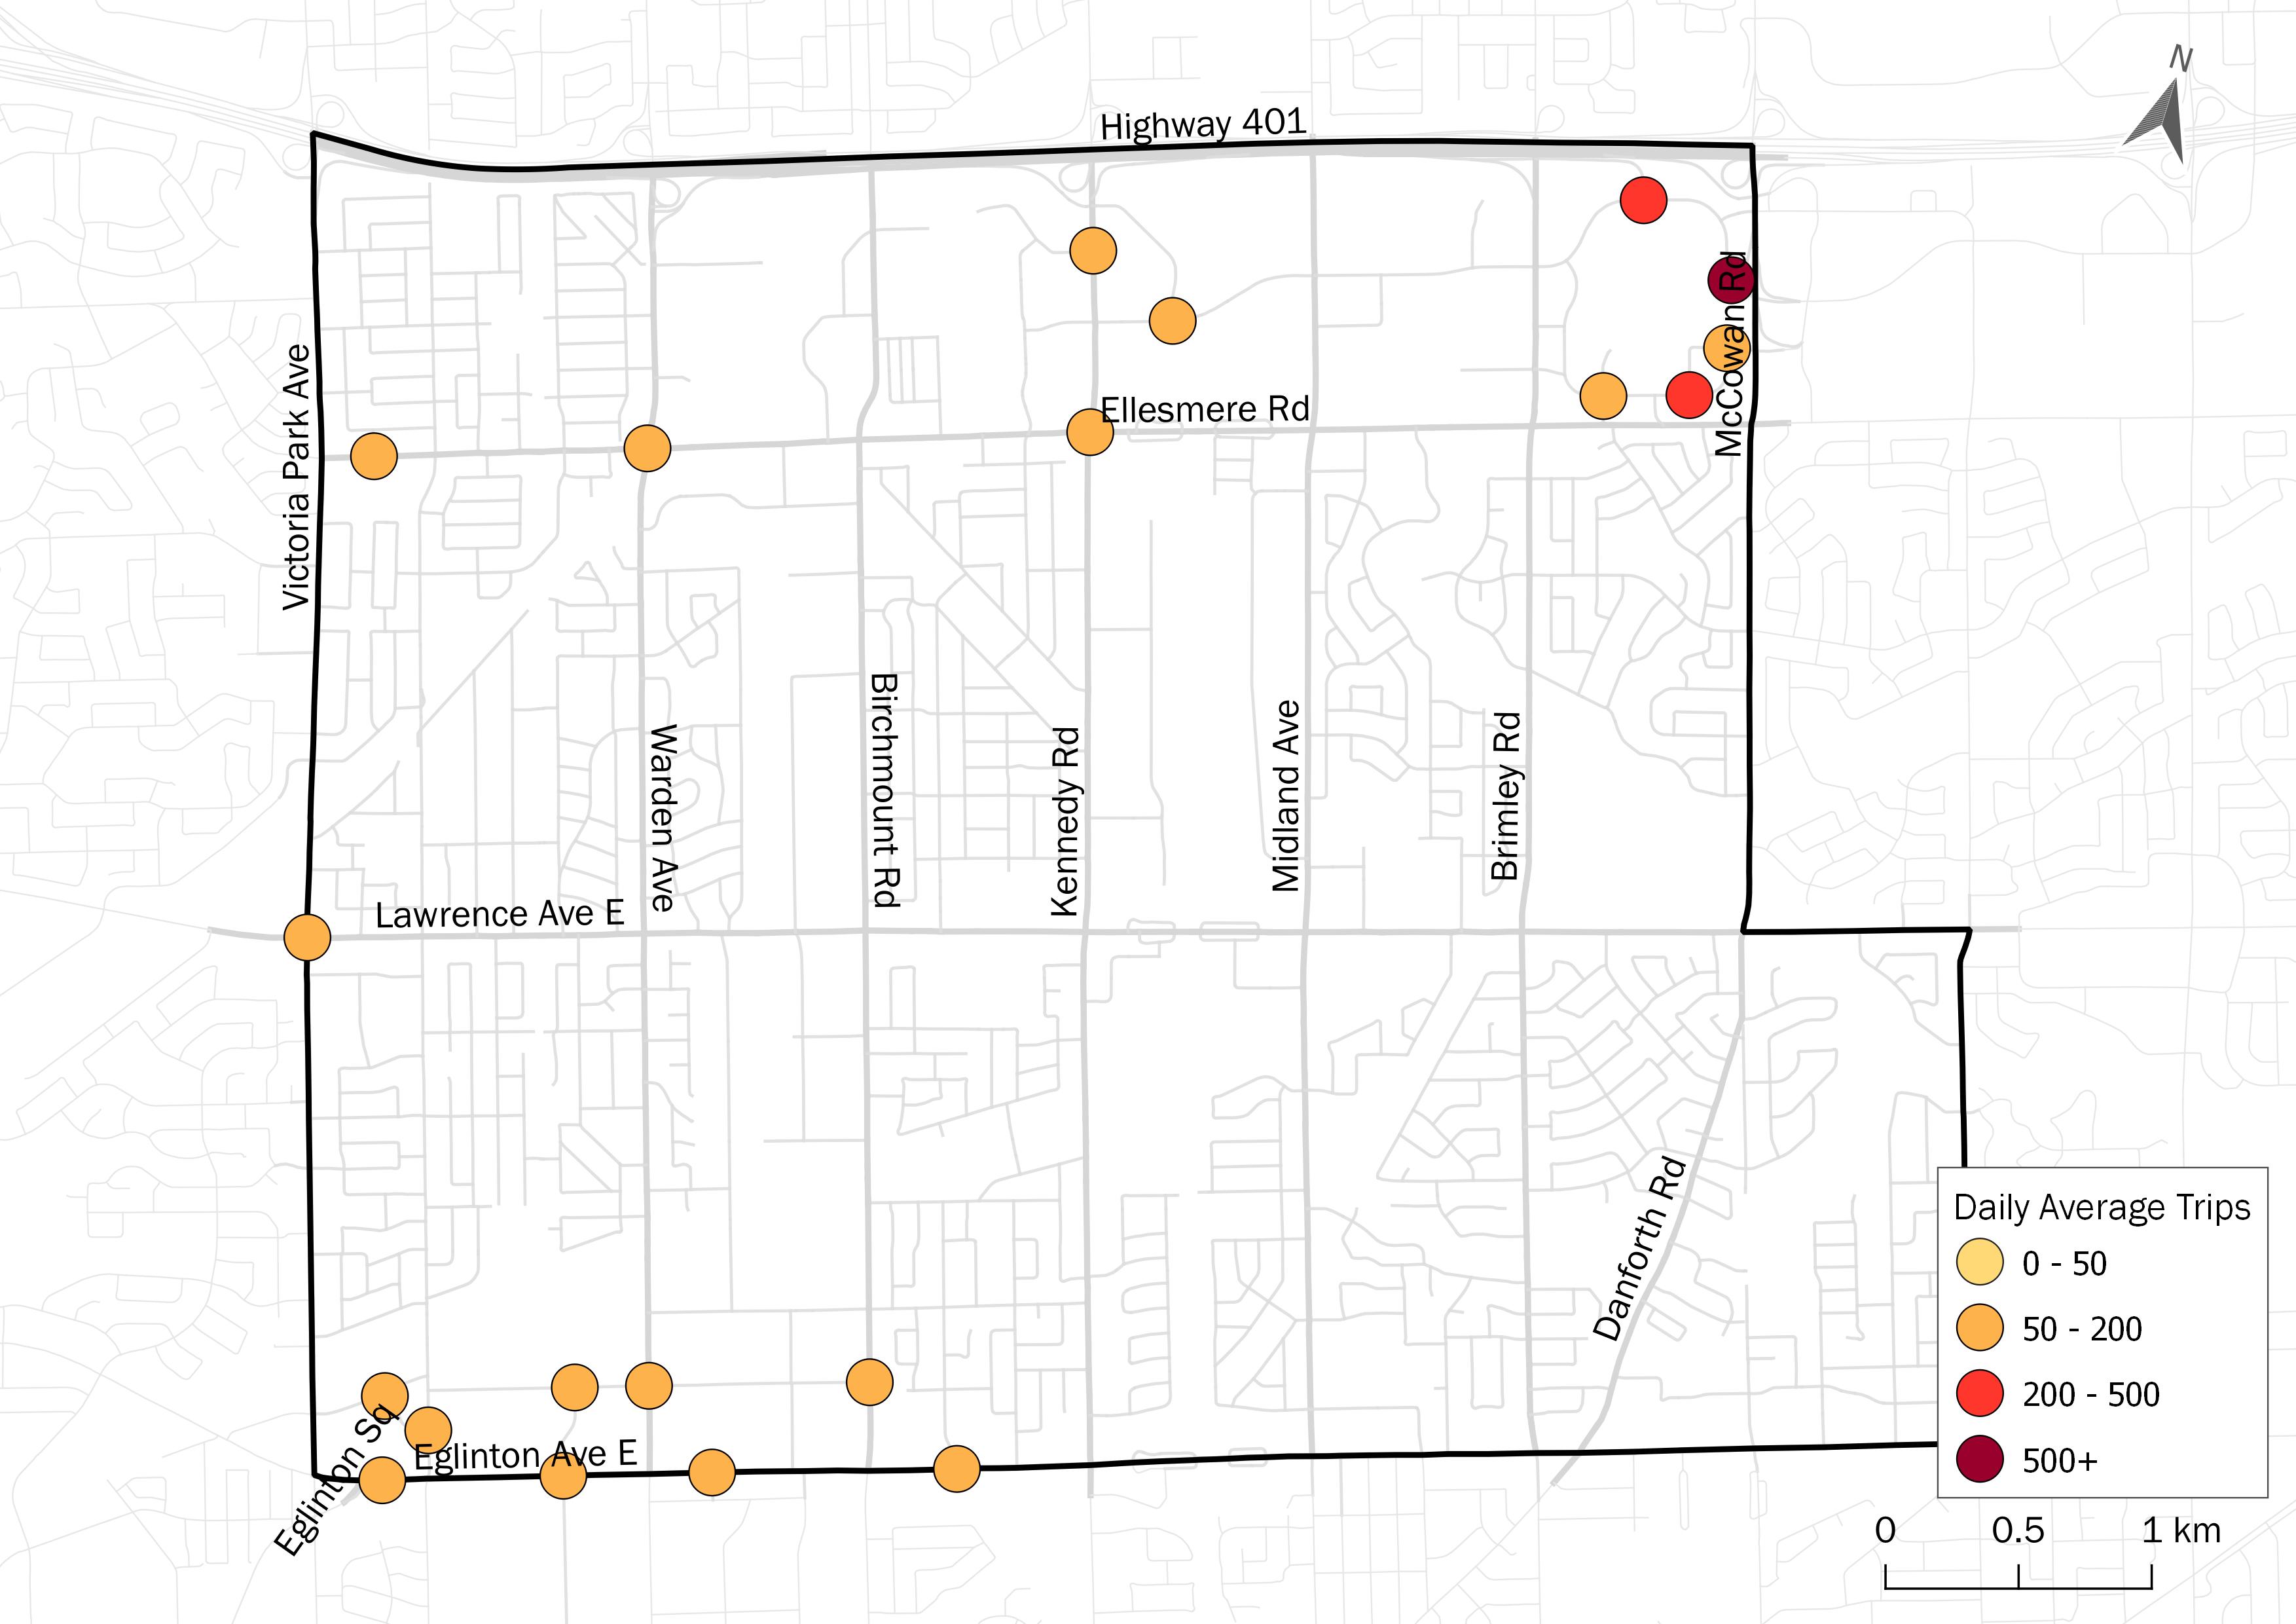 N
Highway 401
McCowan Rd
Victoria Park Ave
Ellesmere Rd
Birchmount Rd
Midland Ave
Brimley Rd
Warden Ave
Kennedy Rd
Lawrence Ave E
Danforth Rd
Eglinton Sq
Eglinton Ave E
Daily Average Trips
0 - 50
50 - 200
200 - 500
500+
0 0.5 1 km